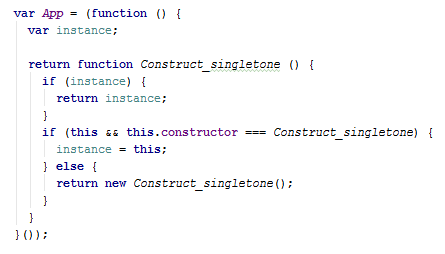 var App = (function () {
  var instance;

  return function Construct_singletone () {
    if (instance) {
      return instance;
    }
    if (this && this.constructor === Construct_singletone) {
      instance = this;
    } else {
      return new Construct_singletone();
    }
  }
}());